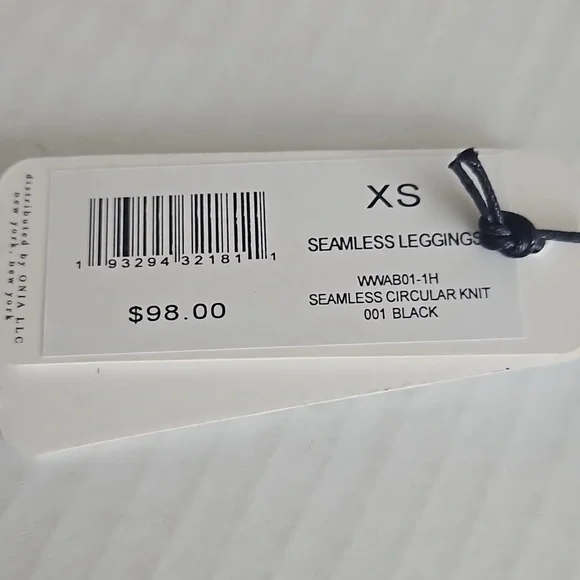 distributed by ONIA LLC
new york, new york
XS
SEAMLESS LEGGINGS
WWAB01-1H
SEAMLESS CIRCULAR KNIT
001 BLACK
1 93294 32181 1
$98.00